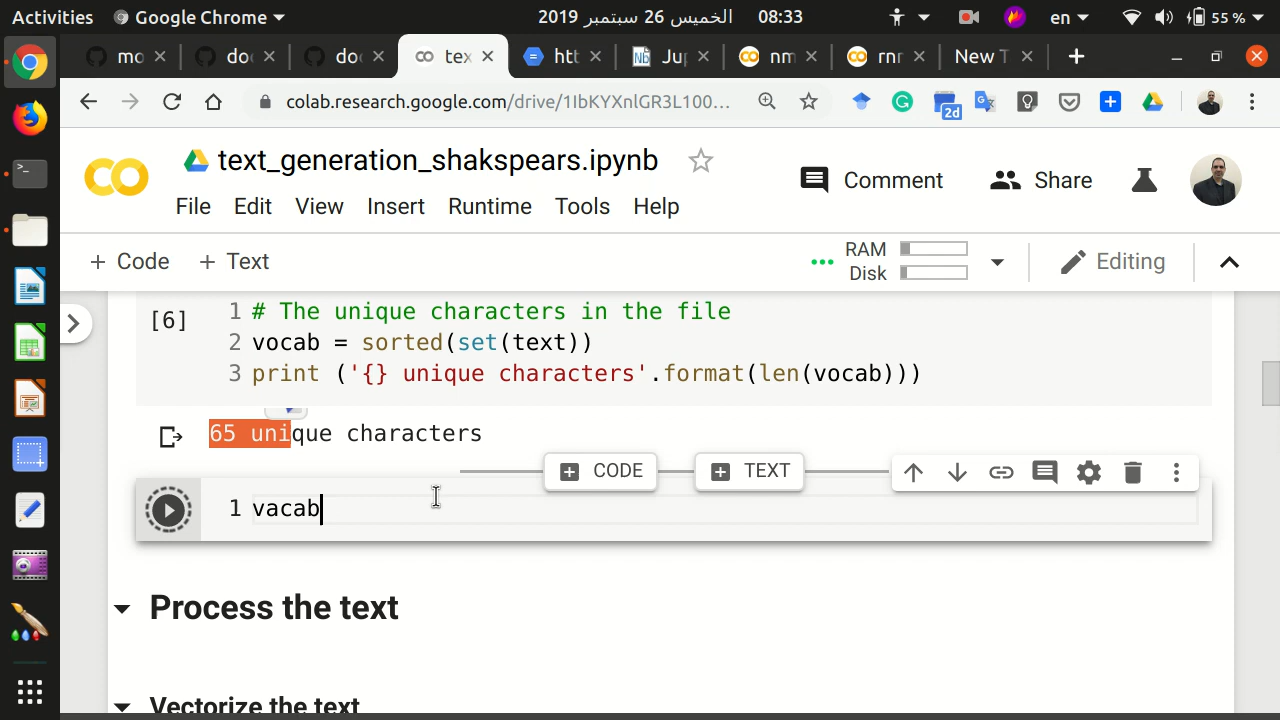 Activities Google Chrome الخميس 26 سبتمبر 2019 08:33 en 55 %
mo do do tex htt Ju nm rnr New T
colab.research.google.com/drive/1IbKYXnlGR3L100... 2d
text_generation_shakspears.ipynb
Comment Share
File Edit View Insert Runtime Tools Help
+ Code + Text RAM Disk Editing
[6] 1 # The unique characters in the file
2 vocab = sorted(set(text))
3 print ('{} unique characters'.format(len(vocab)))
65 unique characters
CODE TEXT
1 vacab
Process the text
Vectorize the text